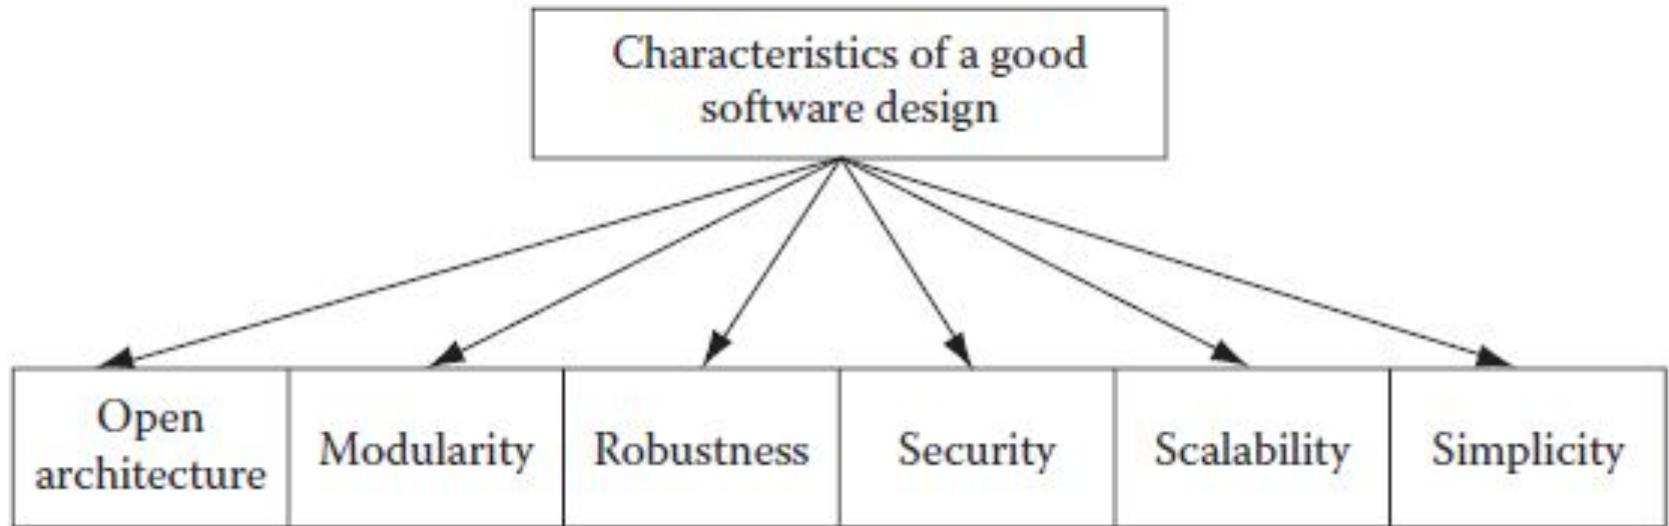 Characteristics of a good
software design
Open
architecture
Modularity
Robustness
Security
Scalability
Simplicity